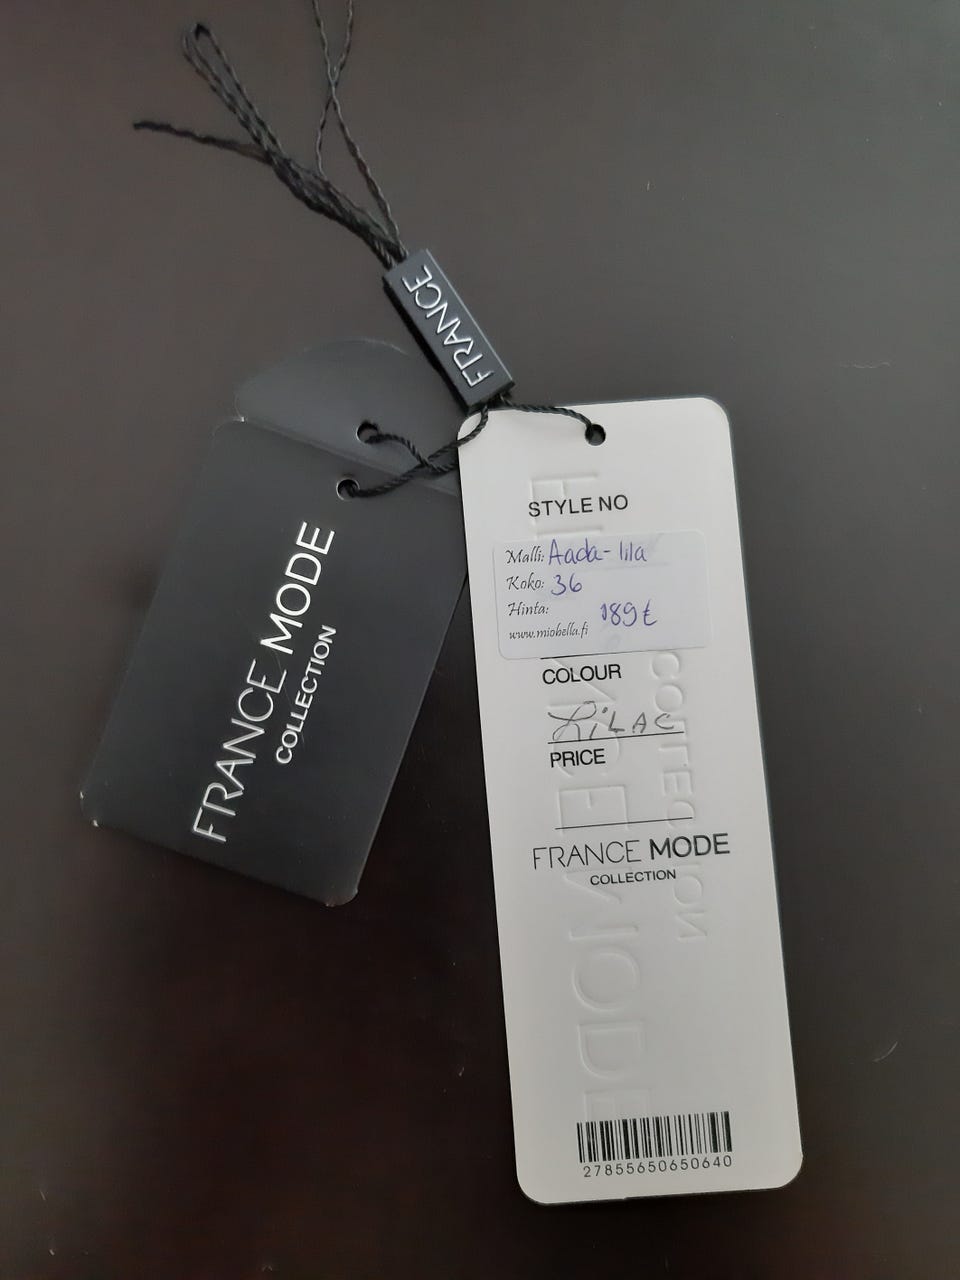 FRANCE
FRANCE MODE
COLLECTION
STYLE NO
Malli: Aada-lila
Koko: 36
Hinta: 189€
www.miobella.fi
COLOUR
LiLAC
PRICE
FRANCE MODE
COLLECTION
27855650650640